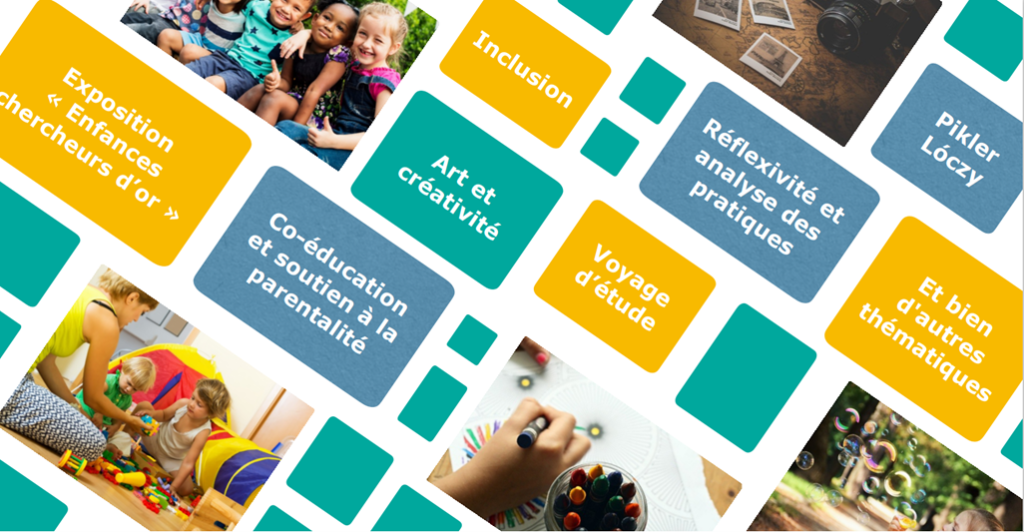 Exposition
« Enfances
chercheurs d’or »
Inclusion
Art et
créativité
Co-éducation
et soutien à la
parentalité
Réflexivité et
analyse des
pratiques
Pikler
Lóczy
Voyage
d’été
Et bien
d'autres
thématiques